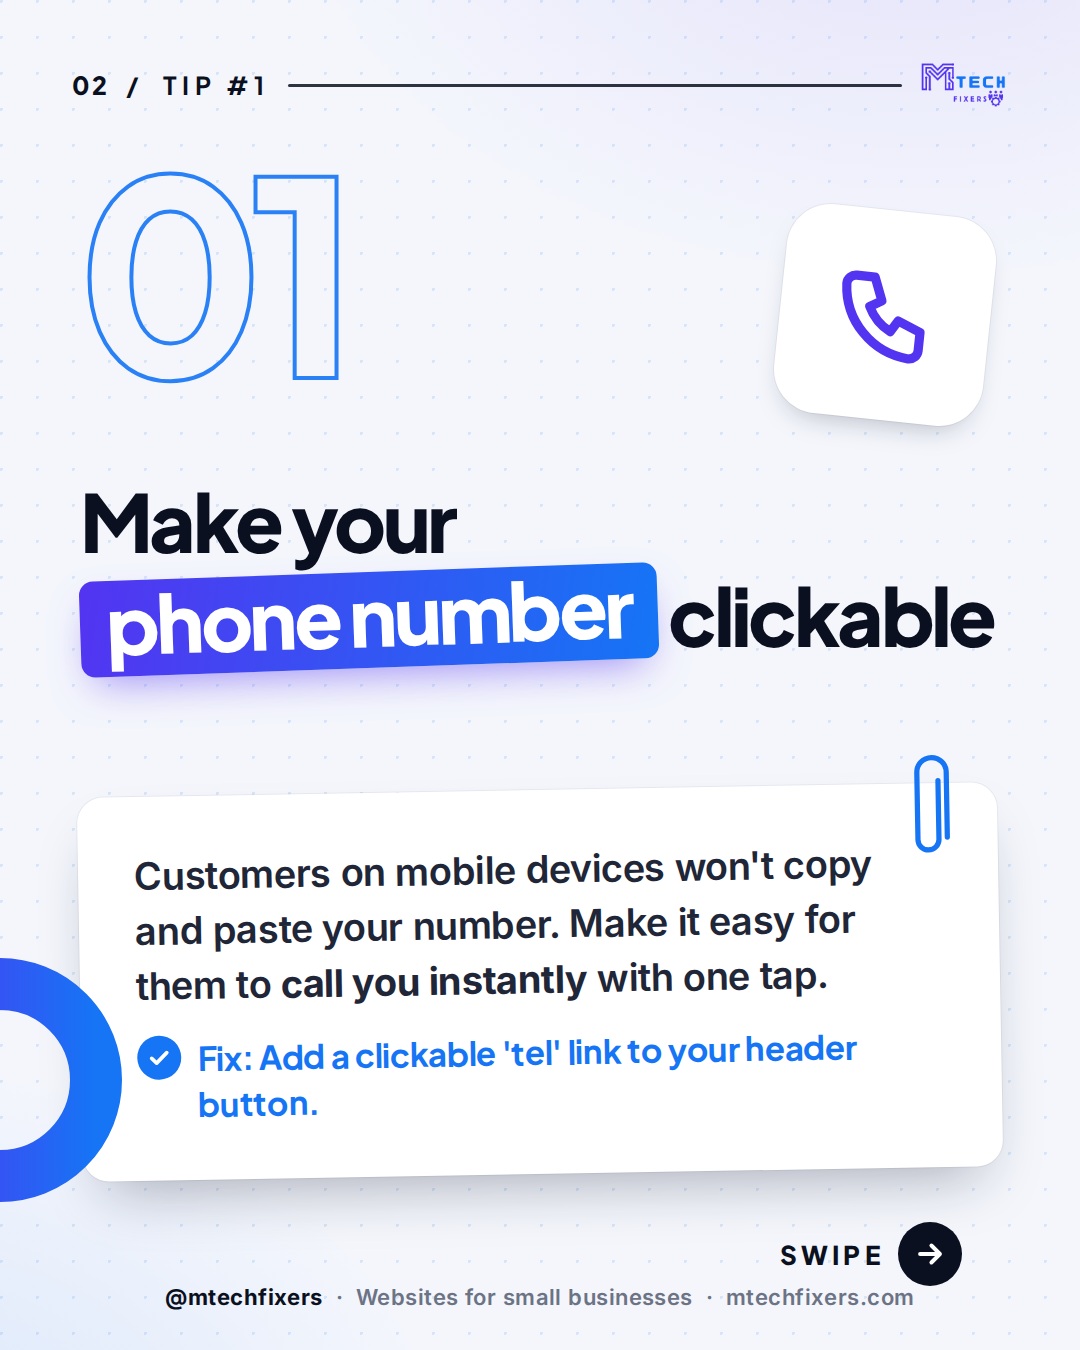 02 / TIP #1
MTECH
FIXERS
01
Make your
phone number clickable
Customers on mobile devices won't copy
and paste your number. Make it easy for
them to call you instantly with one tap.
Fix: Add a clickable 'tel' link to your header
button.
SWIPE
@mtechfixers · Websites for small businesses · mtechfixers.com